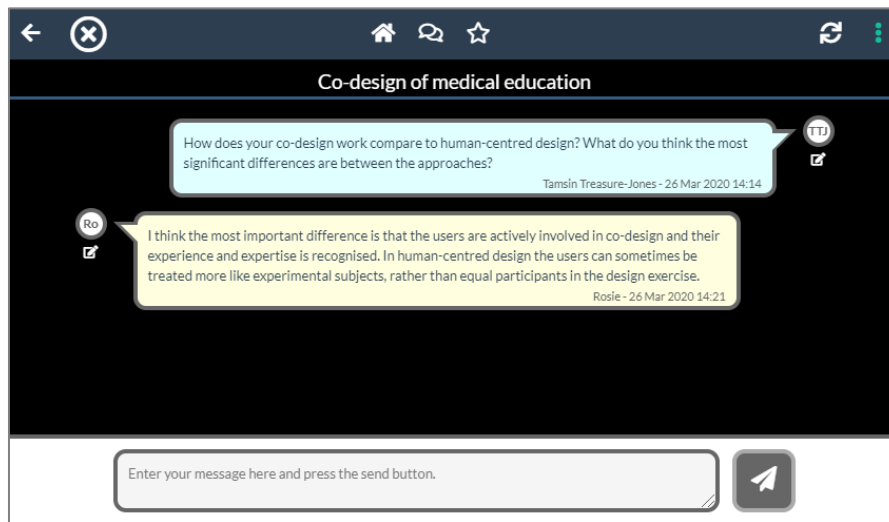 Co-design of medical education
TTJ
How does your co-design work compare to human-centred design? What do you think the most
significant differences are between the approaches?
Tamsin Treasure-Jones - 26 Mar 2020 14:14
Ro
I think the most important difference is that the users are actively involved in co-design and their
experience and expertise is recognised. In human-centred design the users can sometimes be
treated more like experimental subjects, rather than equal participants in the design exercise.
Rosie - 26 Mar 2020 14:21
Enter your message here and press the send button.